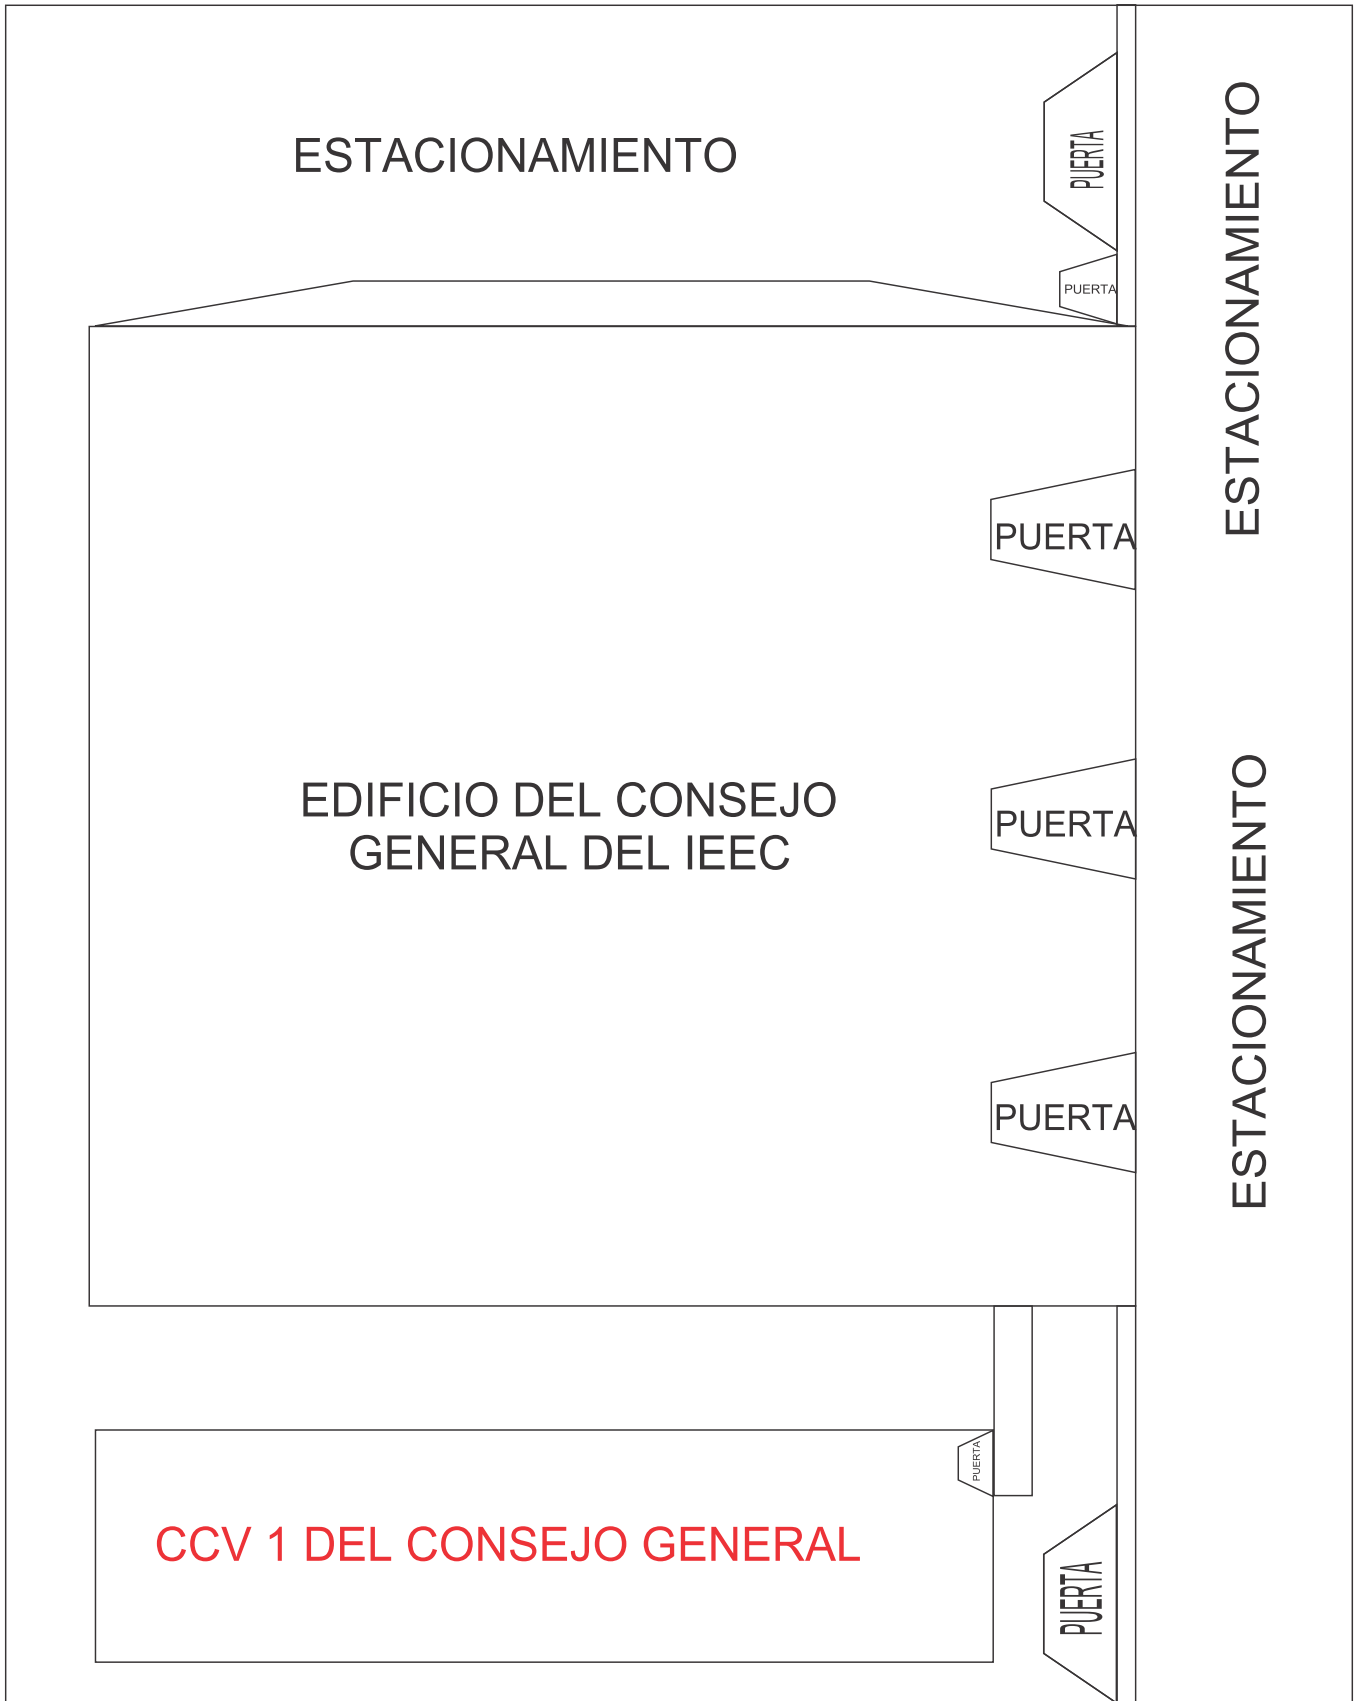 ESTACIONAMIENTO
PUERTA
ESTACIONAMIENTO
PUERTA
PUERTA
EDIFICIO DEL CONSEJO
GENERAL DEL IEEC
PUERTA
ESTACIONAMIENTO
PUERTA
PUERTA
CCV 1 DEL CONSEJO GENERAL
PUERTA